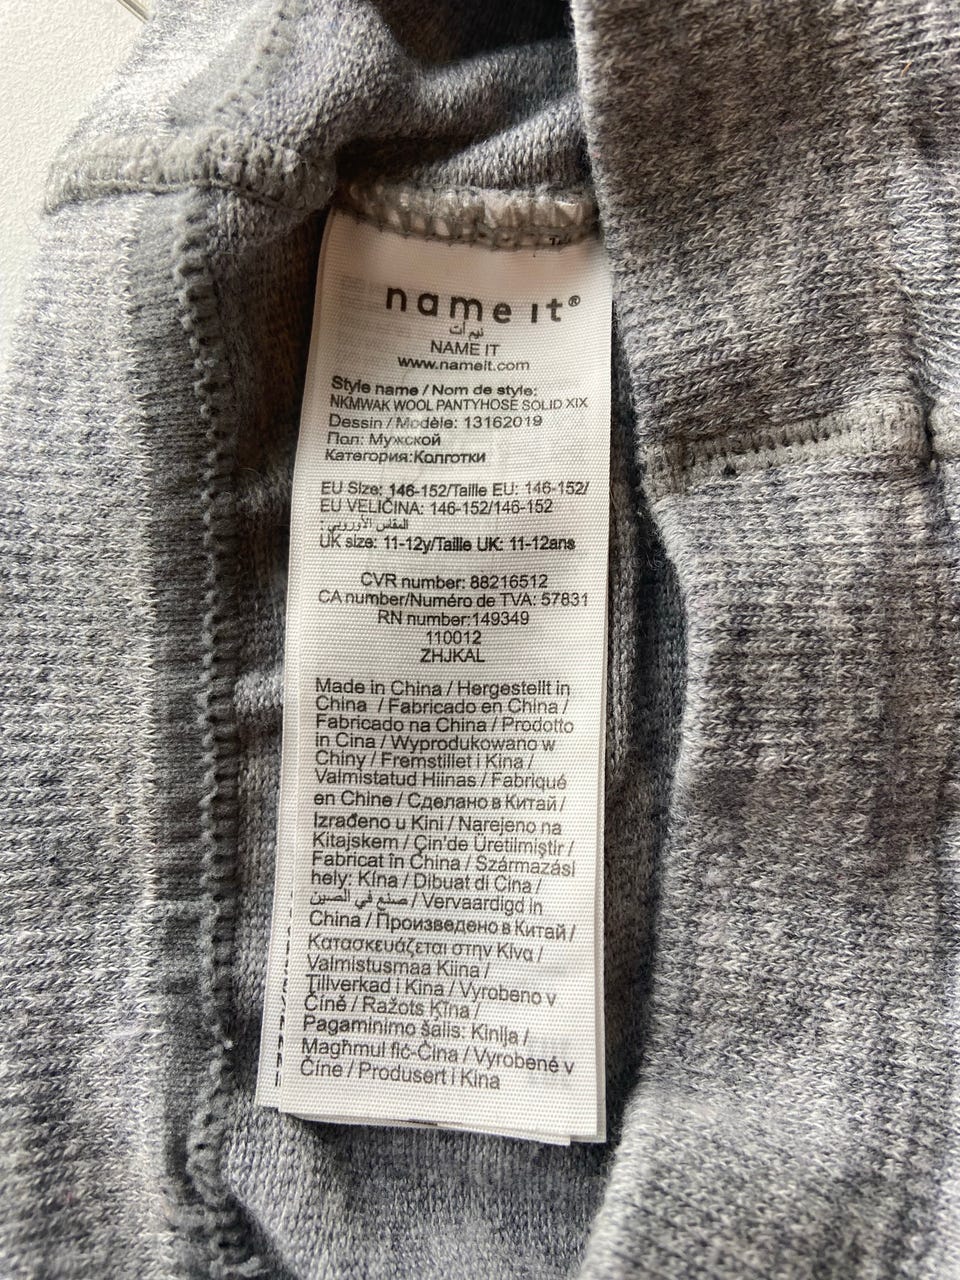 name it®
نيم آت
NAME IT
www.nameit.com
Style name / Nom de style:
NKMWAK WOOL PANTYHOSE SOLID XIX
Dessin / Modèle: 13162019
Пол: Мужской
Категория:Колготки
EU Size: 146-152/Taille EU: 146-152/
EU VELIČINA: 146-152/146-152
المقاس الأوروبي:
UK size: 11-12y/Taille UK: 11-12ans
CVR number: 88216512
CA number/Numéro de TVA: 57831
RN number:149349
110012
ZHJKAL
Made in China / Hergestellt in
China / Fabricado en China /
Fabricado na China / Prodotto
in Cina / Wyprodukowano w
Chiny / Fremstillet i Kina /
Valmistatud Hiinas / Fabriqué
en Chine / Сделано в Китай /
Izrađeno u Kini / Narejeno na
Kitajskem / Çin'de Üretilmiştir /
Fabricat în China / Származási
hely: Kína / Dibuat di Cina /
صنع في الصين / Vervaardigd in
China / Произведено в Китай /
Κατασκευάζεται στην Κίνα /
Valmistusmaa Kiina /
Tillverkad i Kina / Vyrobeno v
Číně / Ražots Ķīna /
Pagaminimo šalis: Kinija /
Magħmul fiċ-Ċina / Vyrobené v
Číne / Produsert i Kina